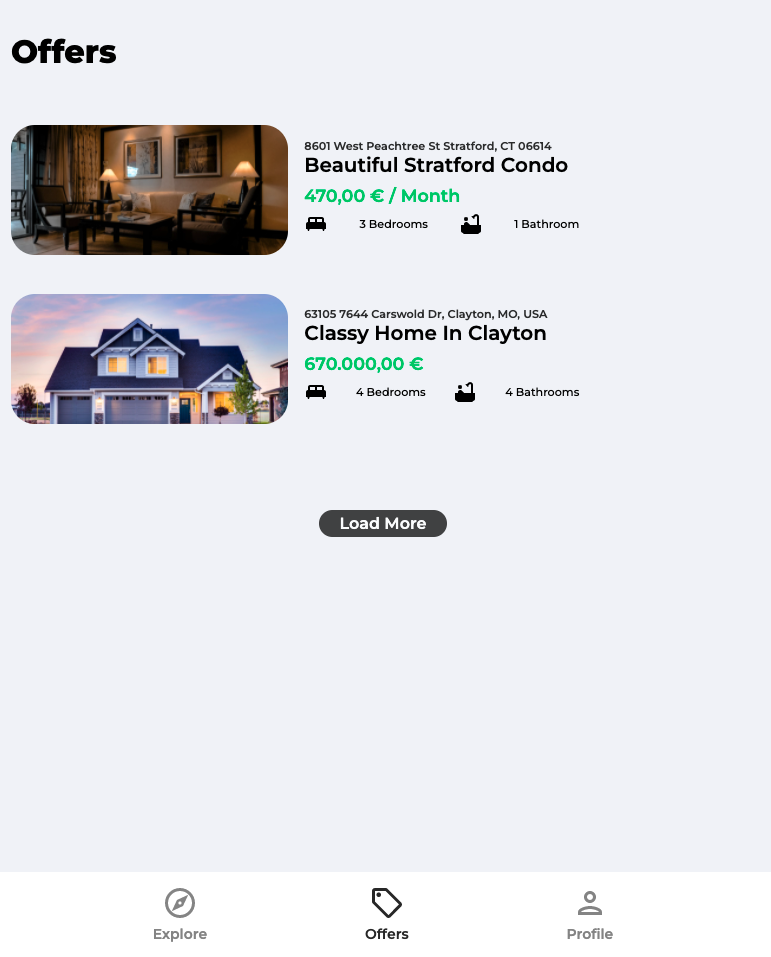 Offers
8601 West Peachtree St Stratford, CT 06614
Beautiful Stratford Condo
470,00 € / Month
3 Bedrooms 1 Bathroom
63105 7644 Carswold Dr, Clayton, MO, USA
Classy Home In Clayton
670.000,00 €
4 Bedrooms 4 Bathrooms
Load More
Explore Offers Profile